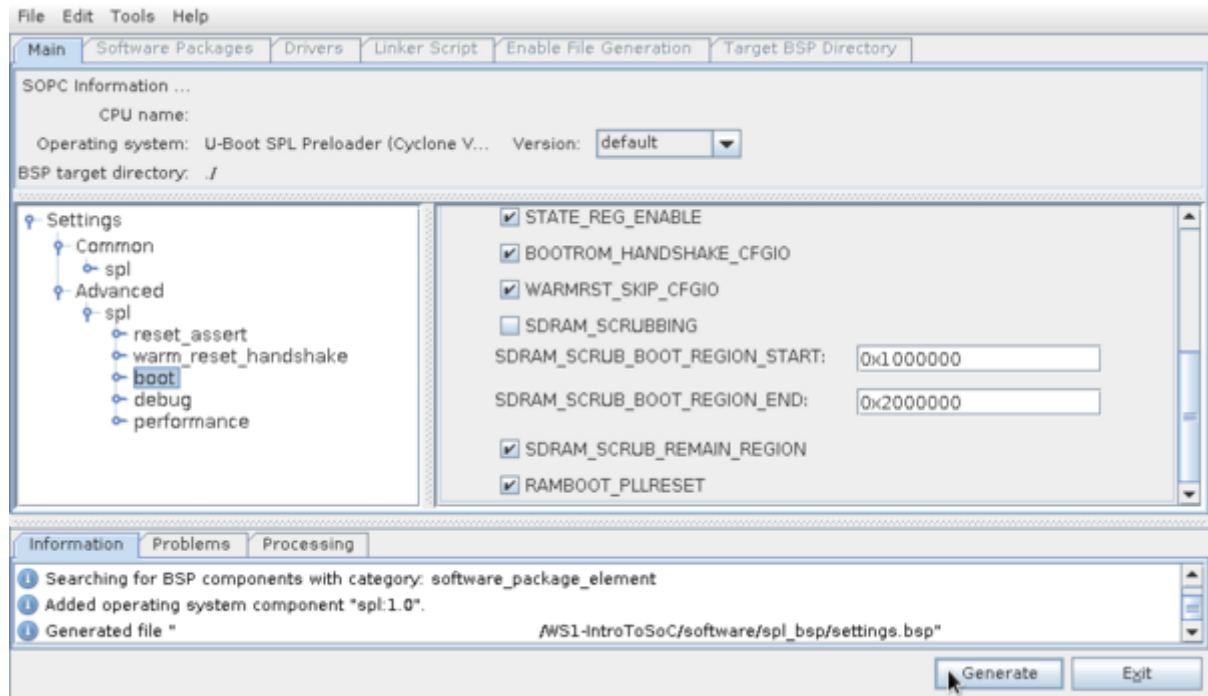 File Edit Tools Help
Main Software Packages Drivers Linker Script Enable File Generation Target BSP Directory
SOPC Information ...
CPU name:
Operating system: U-Boot SPL Preloader (Cyclone V... Version: default
BSP target directory: ./
Settings
Common
spl
Advanced
spl
reset_assert
warm_reset_handshake
boot
debug
performance
STATE_REG_ENABLE
BOOTROM_HANDSHAKE_CFGIO
WARMRST_SKIP_CFGIO
SDRAM_SCRUBBING
SDRAM_SCRUB_BOOT_REGION_START: 0x1000000
SDRAM_SCRUB_BOOT_REGION_END: 0x2000000
SDRAM_SCRUB_REMAIN_REGION
RAMBOOT_PLLRESET
Information Problems Processing
Searching for BSP components with category: software_package_element
Added operating system component "spl:1.0".
Generated file " /WS1-IntroToSoC/software/spl_bsp/settings.bsp"
Generate Exit